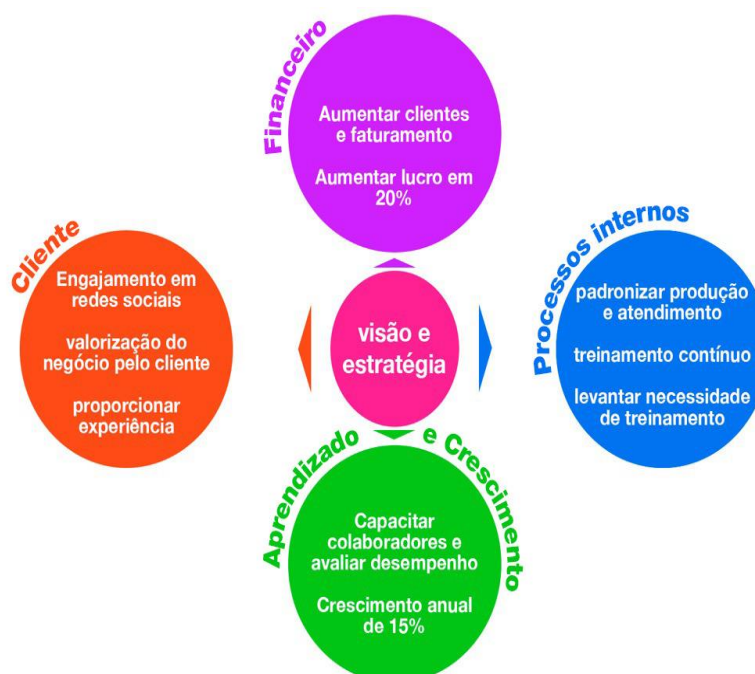 Financeiro
Aumentar clientes
e faturamento
Aumentar lucro em
20%
Cliente
Engajamento em
redes sociais
valorização do
negócio pelo cliente
proporcionar
experiência
visão e
estratégia
Processos internos
padronizar produção
e atendimento
treinamento contínuo
levantar necessidade
de treinamento
Aprendizado e Crescimento
Capacitar
colaboradores e
avaliar desempenho
Crescimento anual
de 15%